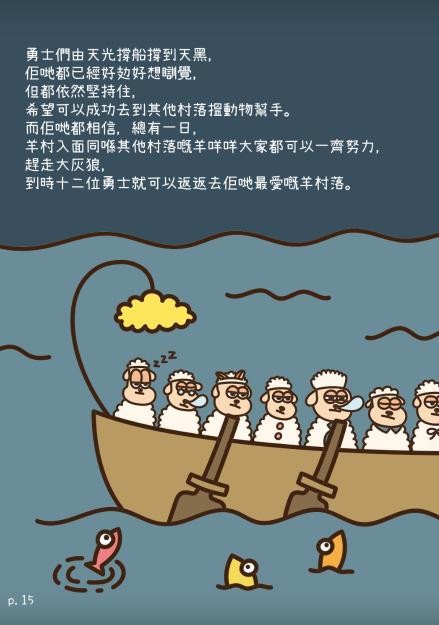 勇士們由天光撐船撐到天黑,
佢哋都已經好攰好想瞓覺,
但都依然堅持住,
希望可以成功去到其他村落搵動物幫手。
而佢哋都相信, 總有一日,
羊村入面同喺其他村落嘅羊咩咩大家都可以一齊努力,
趕走大灰狼,
到時十二位勇士就可以返返去佢哋最愛嘅羊村落。
zzz
p. 15